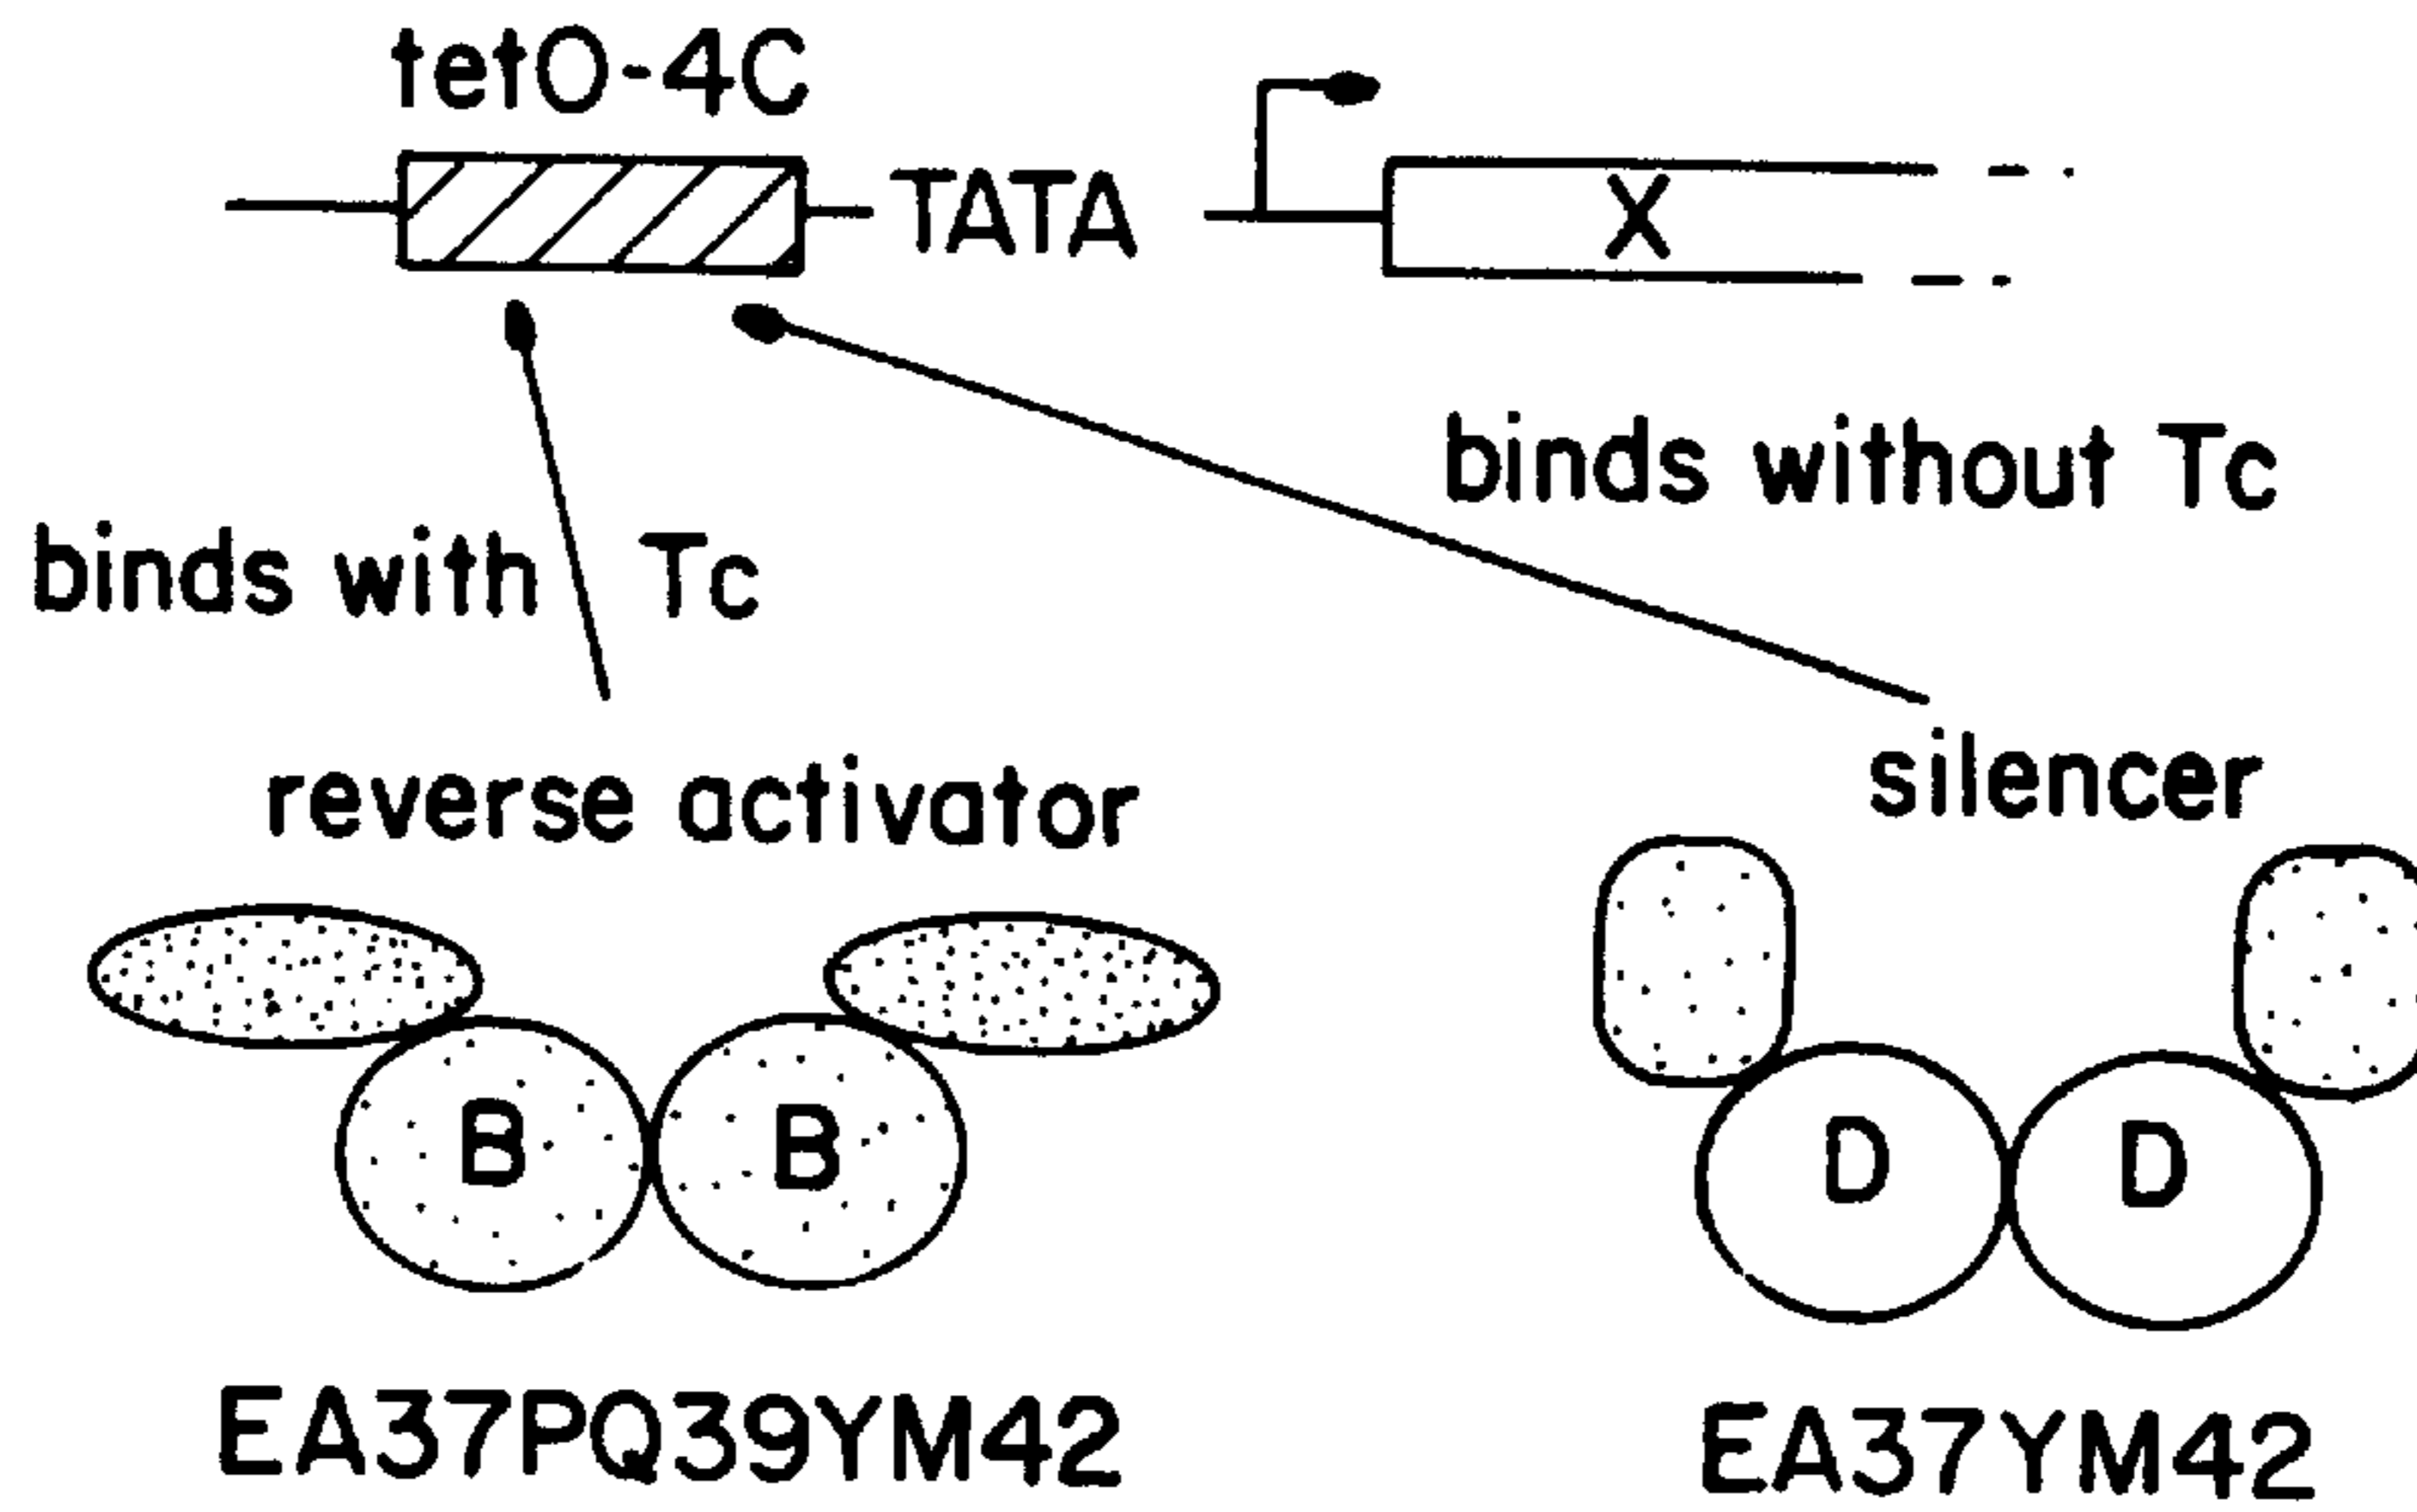 tetO-4C
TATA
X
binds without Tc
binds with Tc
reverse activator
silencer
B B
D D
EA37PQ39YM42
EA37YM42